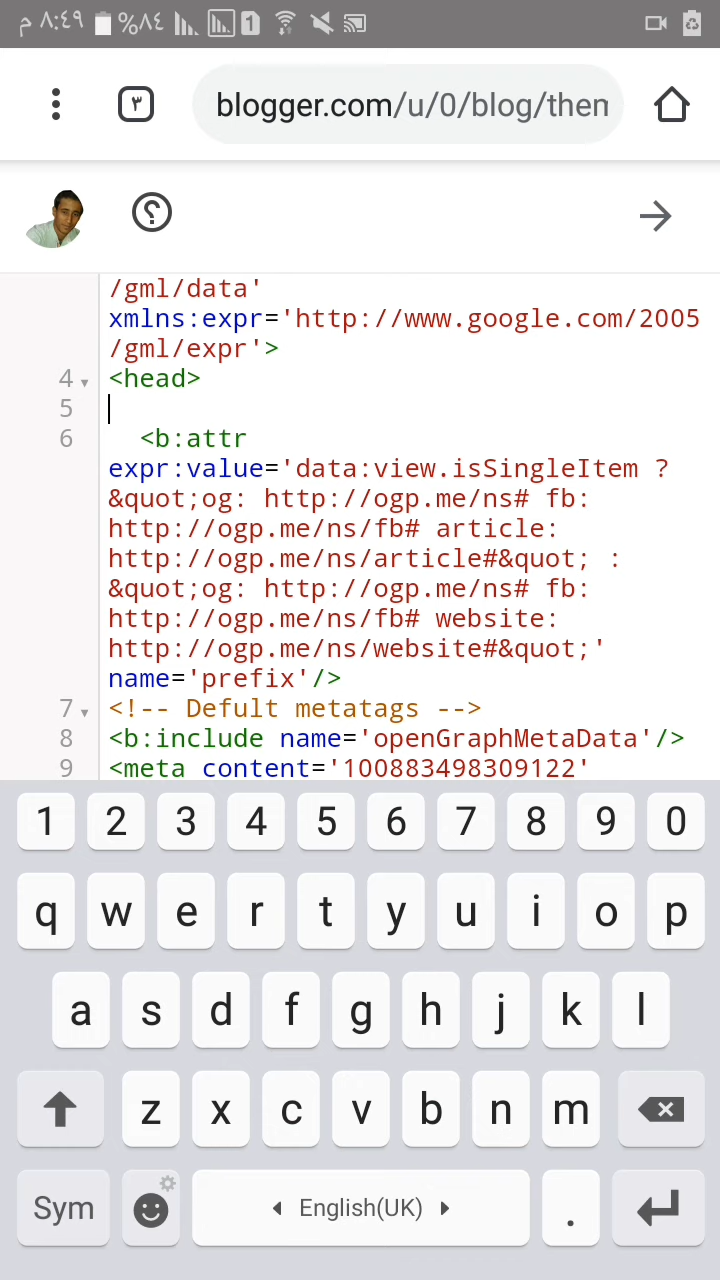 ٨:٤٩ م %٨٤ 1
٣ blogger.com/u/0/blog/them
؟
/gml/data'
xmlns:expr='http://www.google.com/2005
/gml/expr'>
4 <head>
5
6 <b:attr
expr:value='data:view.isSingleItem ?
&quot;og: http://ogp.me/ns# fb:
http://ogp.me/ns/fb# article:
http://ogp.me/ns/article#&quot; :
&quot;og: http://ogp.me/ns# fb:
http://ogp.me/ns/fb# website:
http://ogp.me/ns/website#&quot;'
name='prefix'/>
7 <!-- Defult metatags -->
8 <b:include name='openGraphMetaData'/>
9 <meta content='100883498309122'
1 2 3 4 5 6 7 8 9 0
q w e r t y u i o p
a s d f g h j k l
z x c v b n m
Sym English(UK) .